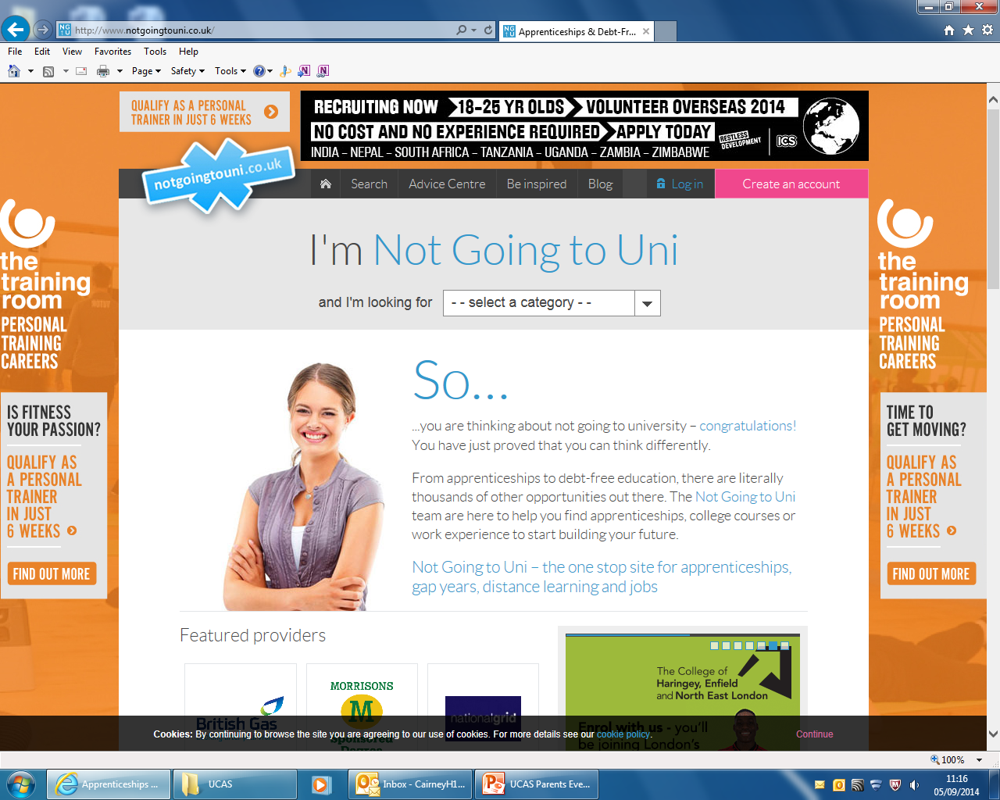 http://www.notgoingtouni.co.uk/
Apprenticeships & Debt-Fr...
File Edit View Favorites Tools Help
Page Safety Tools
QUALIFY AS A PERSONAL
TRAINER IN JUST 6 WEEKS
RECRUITING NOW 18-25 YR OLDS VOLUNTEER OVERSEAS 2014
NO COST AND NO EXPERIENCE REQUIRED APPLY TODAY
INDIA – NEPAL – SOUTH AFRICA – TANZANIA – UGANDA – ZAMBIA – ZIMBABWE
RESTLESS
DEVELOPMENT
ICS
notgoingtouni.co.uk
Search Advice Centre Be inspired Blog Log in Create an account
I'm Not Going to Uni
and I'm looking for - - select a category - -
the
training
room
PERSONAL
TRAINING
CAREERS
IS FITNESS
YOUR PASSION?
QUALIFY AS
A PERSONAL
TRAINER
IN JUST
6 WEEKS
FIND OUT MORE
So...
...you are thinking about not going to university – congratulations!
You have just proved that you can think differently.
From apprenticeships to debt-free education, there are literally
thousands of other opportunities out there. The Not Going to Uni
team are here to help you find apprenticeships, college courses or
work experience to start building your future.
Not Going to Uni – the one stop site for apprenticeships,
gap years, distance learning and jobs
the
training
room
PERSONAL
TRAINING
CAREERS
TIME TO
GET MOVING?
QUALIFY AS
A PERSONAL
TRAINER
IN JUST
6 WEEKS
FIND OUT MORE
Featured providers
British Gas
MORRISONS
M
Sponsored
Degree
nationalgrid
The College of
Haringey, Enfield
and North East London
Enrol with us - you'll
be joining London's
Cookies: By continuing to browse the site you are agreeing to our use of cookies. For more details see our cookie policy.
Continue
100%
Apprenticeships ...
UCAS
Inbox - CairneyH1...
UCAS Parents Eve...
11:16
05/09/2014